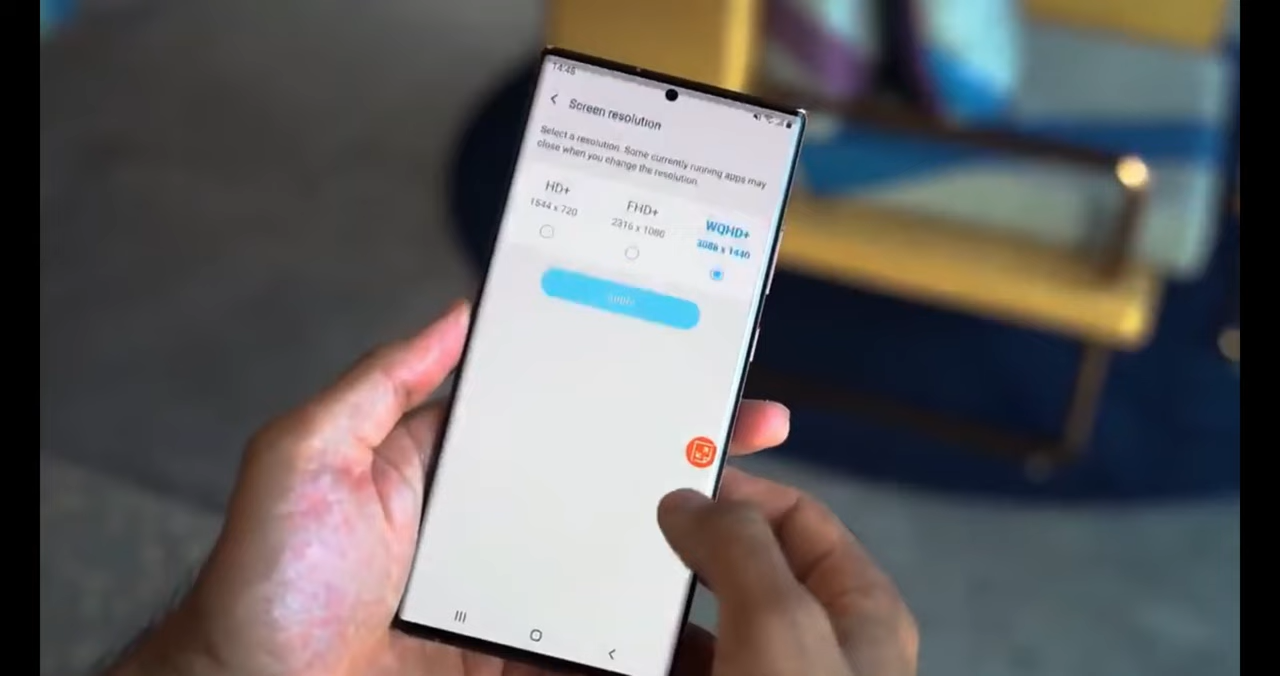 14:45
Screen resolution
Select a resolution. Some currently running apps may
close when you change the resolution.
HD+
FHD+
WQHD+
1544 x 720
2316 x 1080
3088 x 1440
Apply